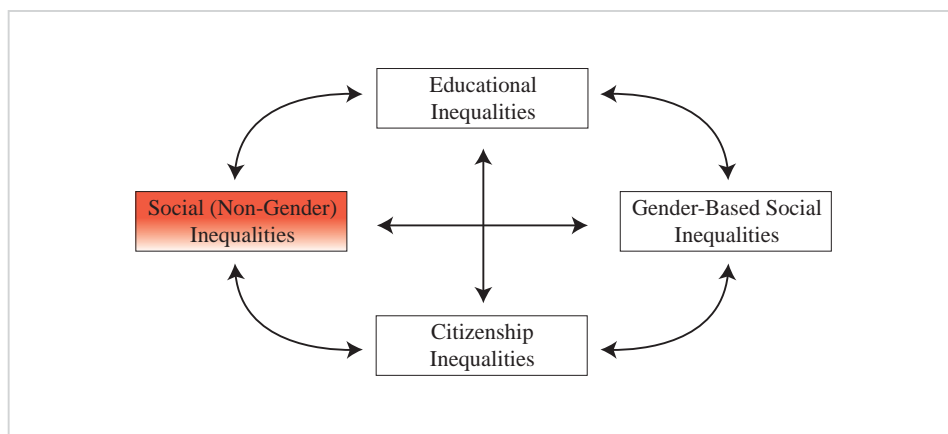 Educational
Inequalities
Social (Non-Gender)
Inequalities
Gender-Based Social
Inequalities
Citizenship
Inequalities